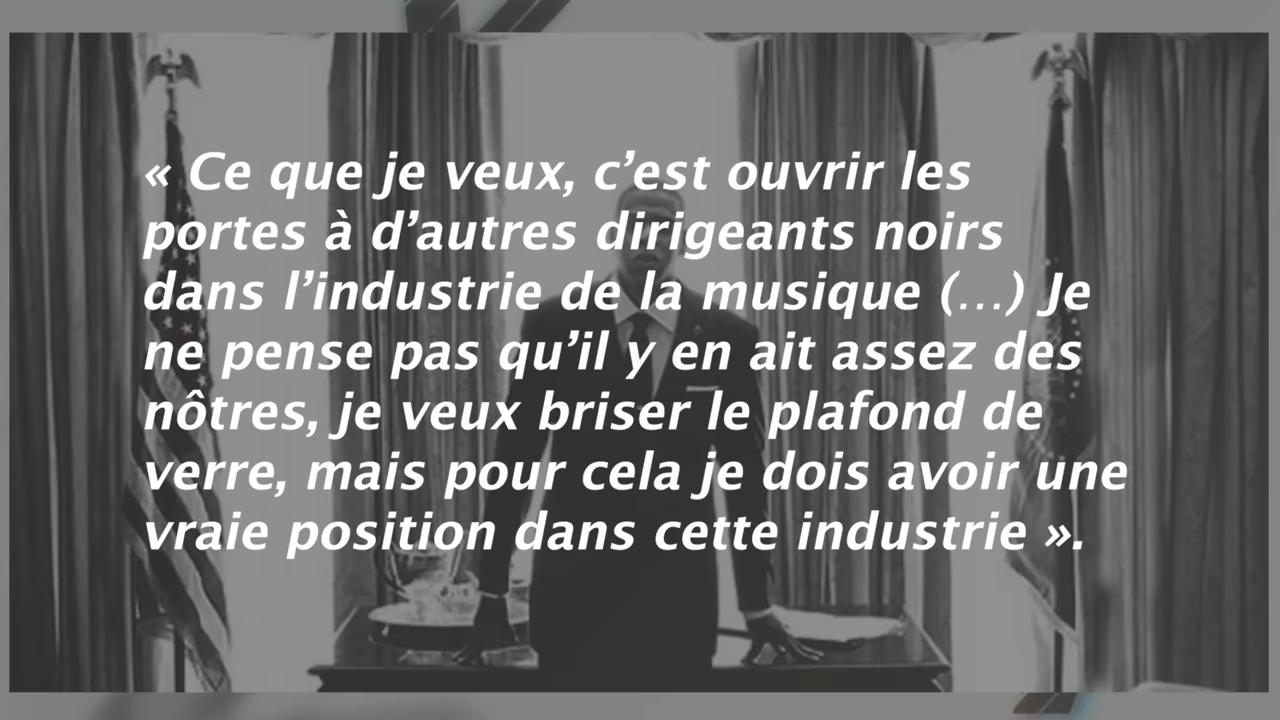 « Ce que je veux, c’est ouvrir les
portes à d’autres dirigeants noirs
dans l’industrie de la musique (…) Je
ne pense pas qu’il y en ait assez des
nôtres, je veux briser le plafond de
verre, mais pour cela je dois avoir une
vraie position dans cette industrie ».